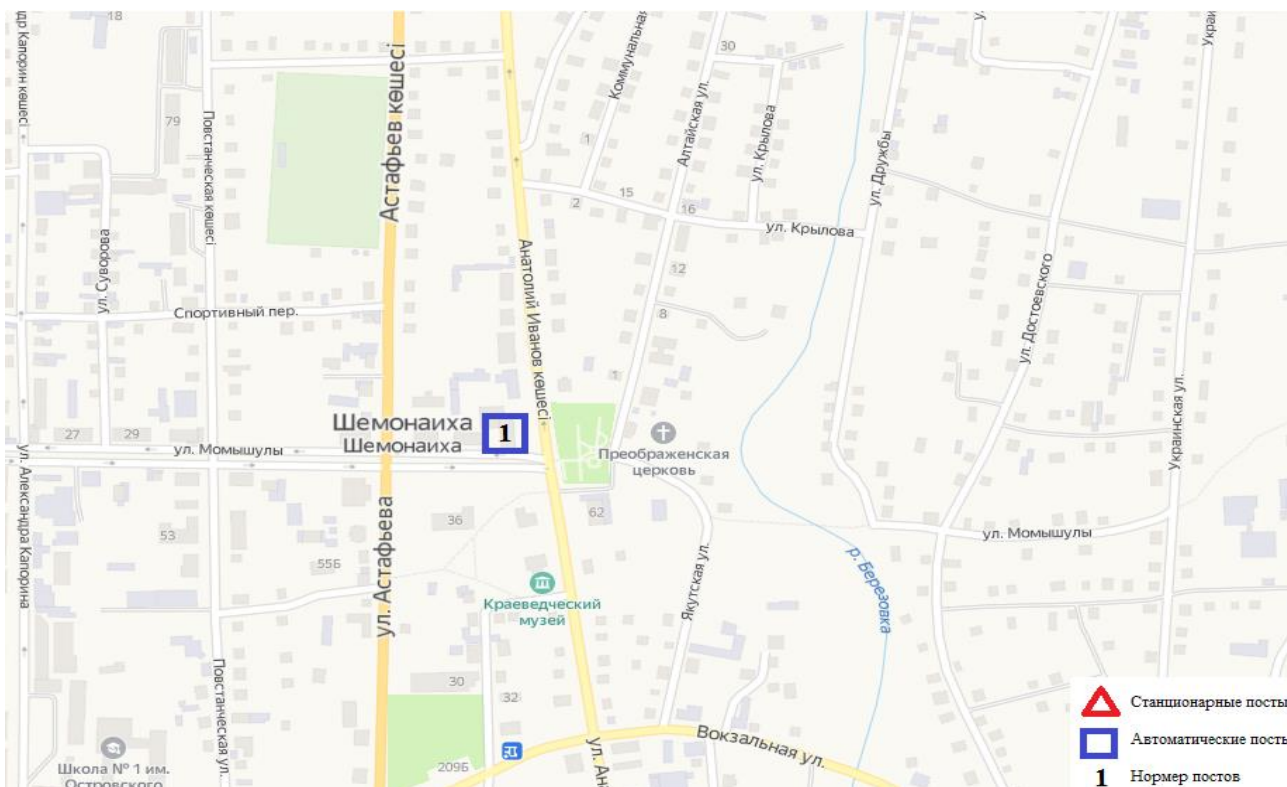 18
др Капорин көшесі
79
Повстанческая көшесі
Астафьев көшесі
Коммунальная
30
Алтайская ул.
ул. Крылова
ул. Дружбы
Украи
1
15
2
16
ул. Крылова
ул. Суворова
Анатолий Иванов көшесі
12
ул. Достоевского
Спортивный пер.
8
1
Шемонаиха
Шемонаиха
1
27
29
ул. Момышулы
Преображенская
церковь
Украинская ул.
ул. Александра Капорина
36
62
53
55Б
ул. Астафьева
ул. Момышулы
р. Березовка
Якутская ул.
Краеведческий
музей
Повстанческая ул.
30
32
Вокзальная ул.
ул. Ан
209Б
Школа № 1 им.
Островского
Станционарные посты
Автоматические посты
1 Нормер постов